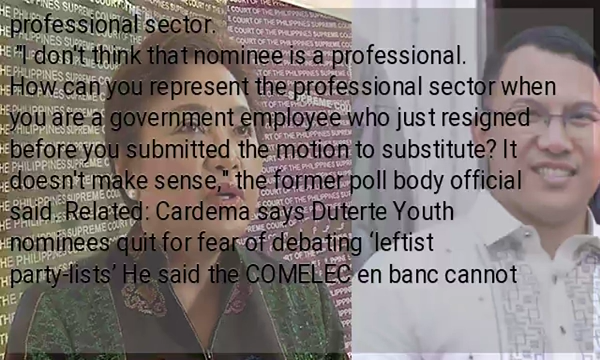 professional sector.
"I don't think that nominee is a professional.
How can you represent the professional sector when
you are a government employee who just resigned
before you submitted the motion to substitute? It
doesn't make sense," the former poll body official
said. Related: Cardema says Duterte Youth
nominees quit for fear of debating ‘leftist
party-lists’ He said the COMELEC en banc cannot